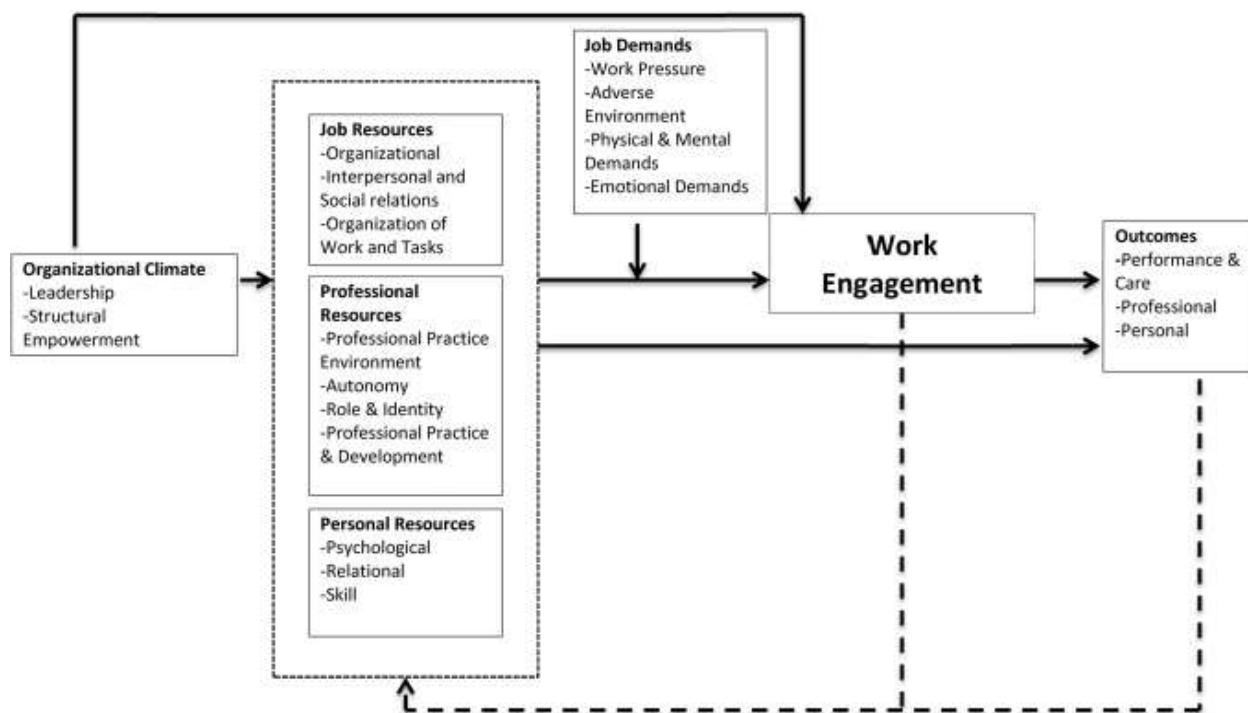 Organizational Climate
-Leadership
-Structural
Empowerment
Job Resources
-Organizational
-Interpersonal and
Social relations
-Organization of
Work and Tasks
Professional
Resources
-Professional Practice
Environment
-Autonomy
-Role & Identity
-Professional Practice
& Development
Personal Resources
-Psychological
-Relational
-Skill
Job Demands
-Work Pressure
-Adverse
Environment
-Physical & Mental
Demands
-Emotional Demands
Work
Engagement
Outcomes
-Performance &
Care
-Professional
-Personal